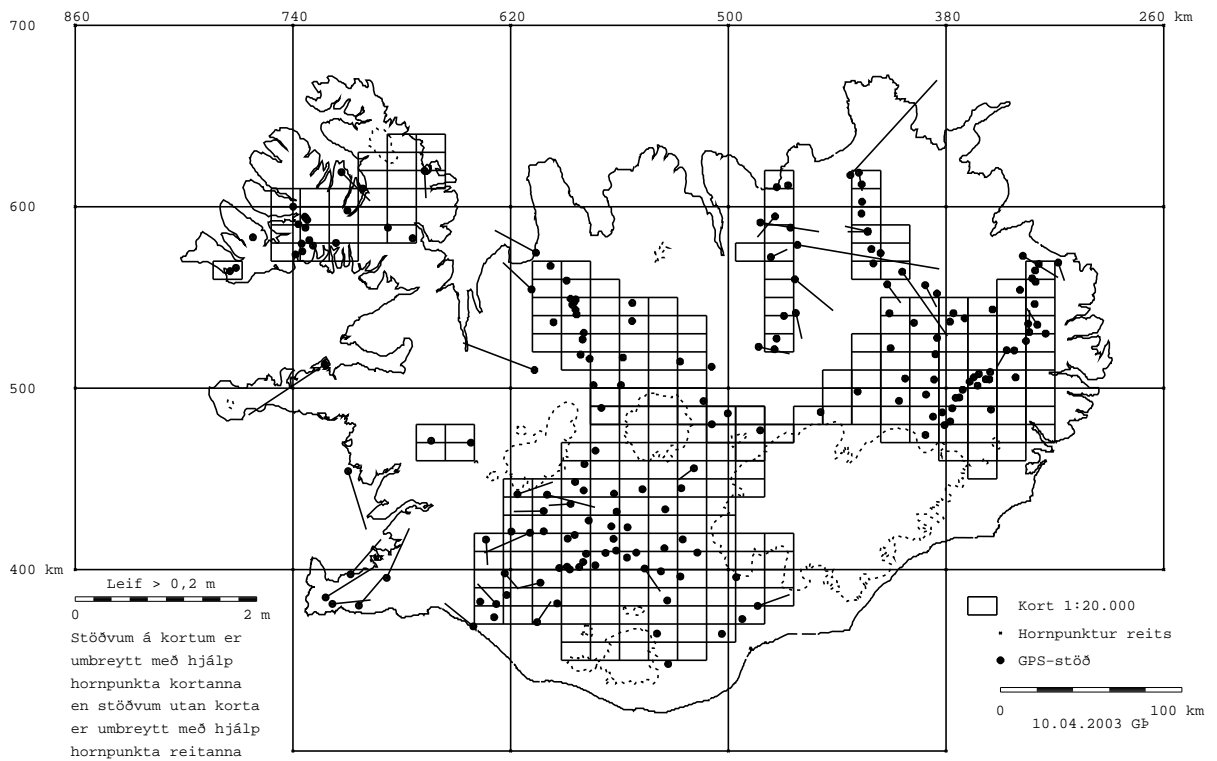 860 740 620 500 380 260 km
700
600
500
400 km
Leif > 0,2 m
0 2 m
Stöðvum á kortum er
umbreytt með hjálp
hornpunkta kortanna
en stöðvum utan korta
er umbreytt með hjálp
hornpunkta reitanna
Kort 1:20.000
Hornpunktur reits
GPS-stöð
0 100 km
10.04.2003 GÞ